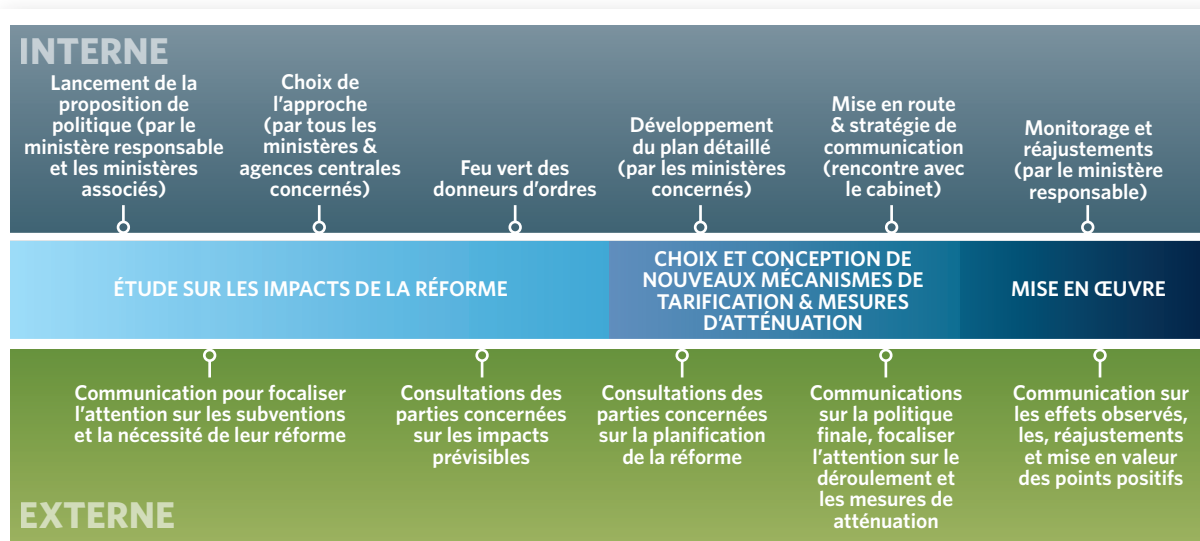 INTERNE
Lancement de la
proposition de
politique (par le
ministère responsable
et les ministères
associés)
Choix de
l'approche
(par tous les
ministères &
agences centrales
concernés)
Feu vert des
donneurs d'ordres
Développement
du plan détaillé
(par les ministères
concernés)
Mise en route
& stratégie de
communication
(rencontre avec
le cabinet)
Monitorage et
réajustements
(par le ministère
responsable)
ÉTUDE SUR LES IMPACTS DE LA RÉFORME
CHOIX ET CONCEPTION DE
NOUVEAUX MÉCANISMES DE
TARIFICATION & MESURES
D'ATTÉNUATION
MISE EN ŒUVRE
Communication pour focaliser
l'attention sur les subventions
et la nécessité de leur réforme
Consultations des
parties concernées
sur les impacts
prévisibles
Consultations des
parties concernées
sur la planification
de la réforme
Communications
sur la politique
finale, focaliser
l'attention sur le
déroulement et
les mesures de
atténuation
Communication sur
les effets observés,
les, réajustements
et mise en valeur
des points positifs
EXTERNE